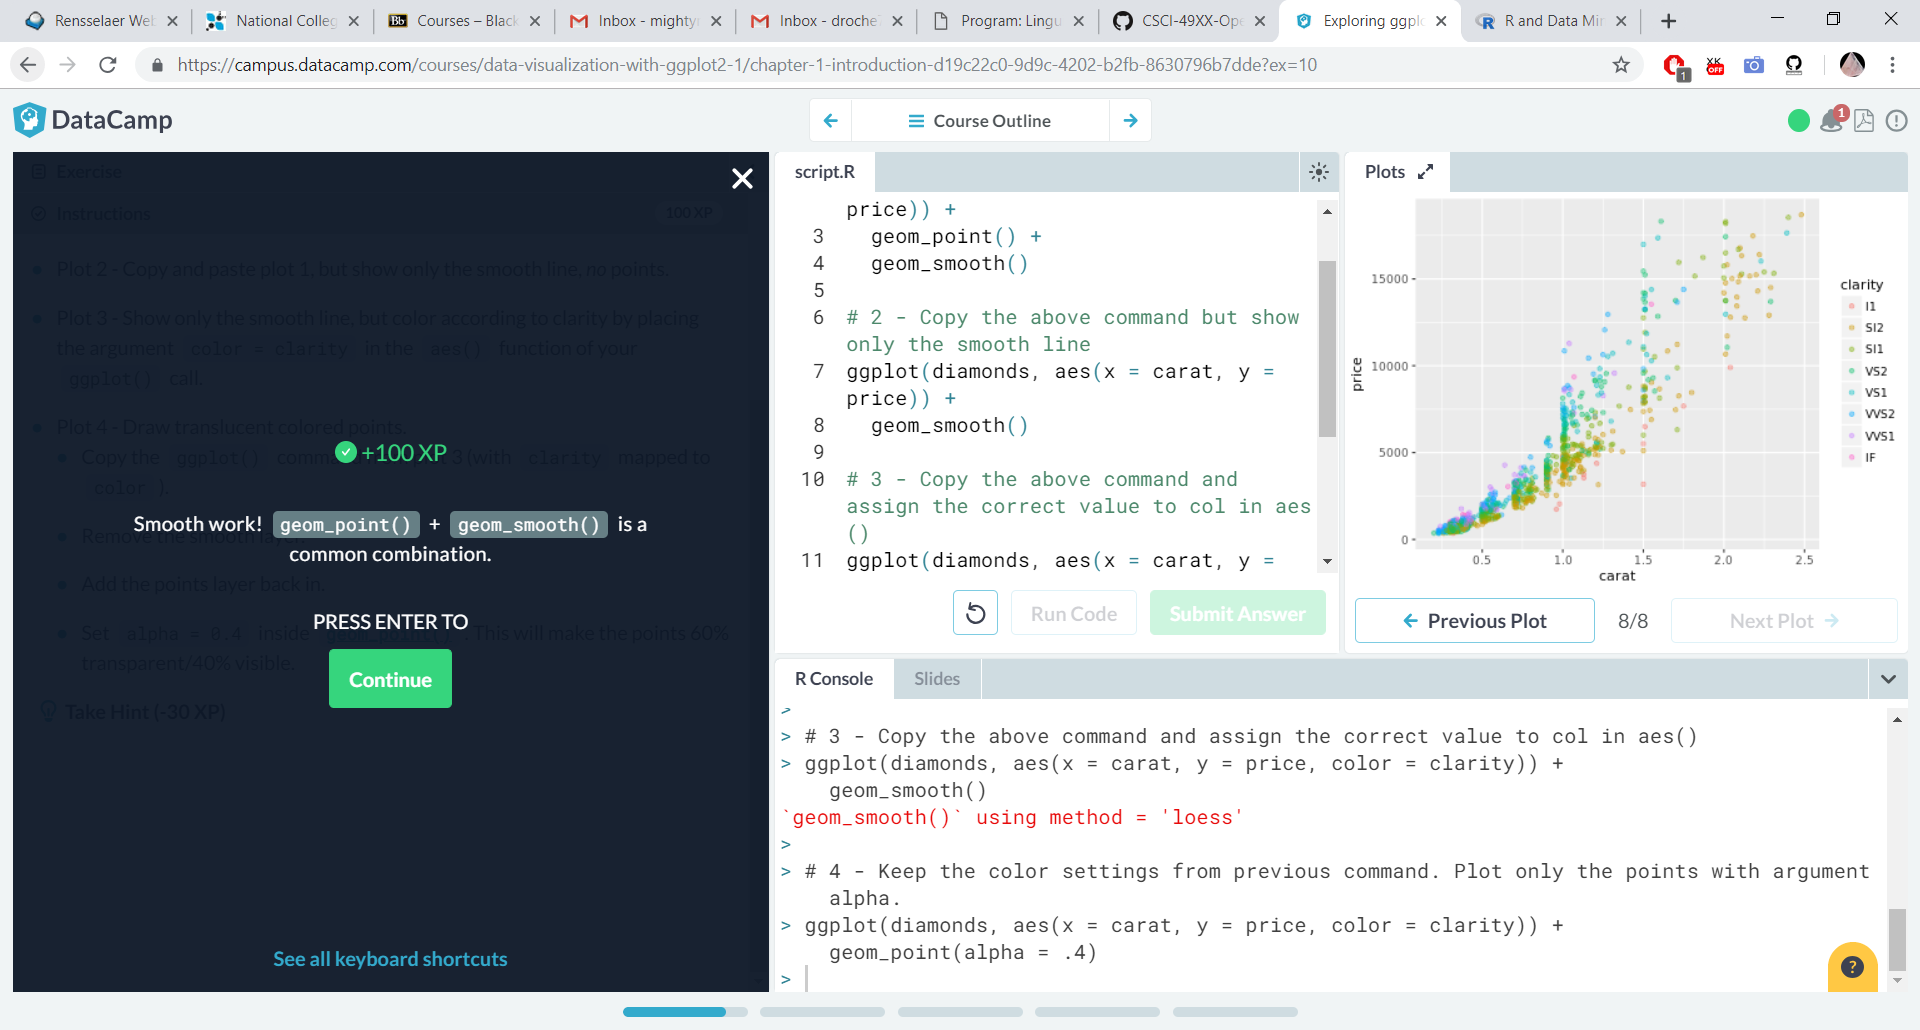 Rensselaer Web
National Colleg
Bb Courses – Black
Inbox - mighty
Inbox - droche
Program: Lingu
CSCI-49XX-Ope
Exploring ggplo
R and Data Min
https://campus.datacamp.com/courses/data-visualization-with-ggplot2-1/chapter-1-introduction-d19c22c0-9d9c-4202-b2fb-8630796b7dde?ex=10
1
XK
OFF
DataCamp
Course Outline
1
Exercise
Instructions
100 XP
Plot 2 - Copy and paste plot 1, but show only the smooth line, no points.
Plot 3 - Show only the smooth line, but color according to clarity by placing
the argument color = clarity in the aes() function of your
ggplot() call.
Plot 4 - Draw translucent colored points.
Copy the ggplot() 3 (with clarity mapped to
color ).
Remove the smooth layer.
Add the points layer back in.
Set alpha = 0.4 inside geom_point() . This will make the points 60%
transparent/40% visible.
Take Hint (-30 XP)
+100 XP
Smooth work! geom_point() + geom_smooth() is a
common combination.
PRESS ENTER TO
Continue
See all keyboard shortcuts
script.R
price)) +
3 geom_point() +
4 geom_smooth()
5
6 # 2 - Copy the above command but show
only the smooth line
7 ggplot(diamonds, aes(x = carat, y =
price)) +
8 geom_smooth()
9
10 # 3 - Copy the above command and
assign the correct value to col in aes
()
11 ggplot(diamonds, aes(x = carat, y =
Run Code
Submit Answer
Plots
price
15000
10000
5000
0
0.5 1.0 1.5 2.0 2.5
carat
clarity
I1
SI2
SI1
VS2
VS1
VVS2
VVS1
IF
Previous Plot
8/8
Next Plot
R Console
Slides
>
> # 3 - Copy the above command and assign the correct value to col in aes()
> ggplot(diamonds, aes(x = carat, y = price, color = clarity)) +
geom_smooth()
`geom_smooth()` using method = 'loess'
>
> # 4 - Keep the color settings from previous command. Plot only the points with argument
alpha.
> ggplot(diamonds, aes(x = carat, y = price, color = clarity)) +
geom_point(alpha = .4)
>
?